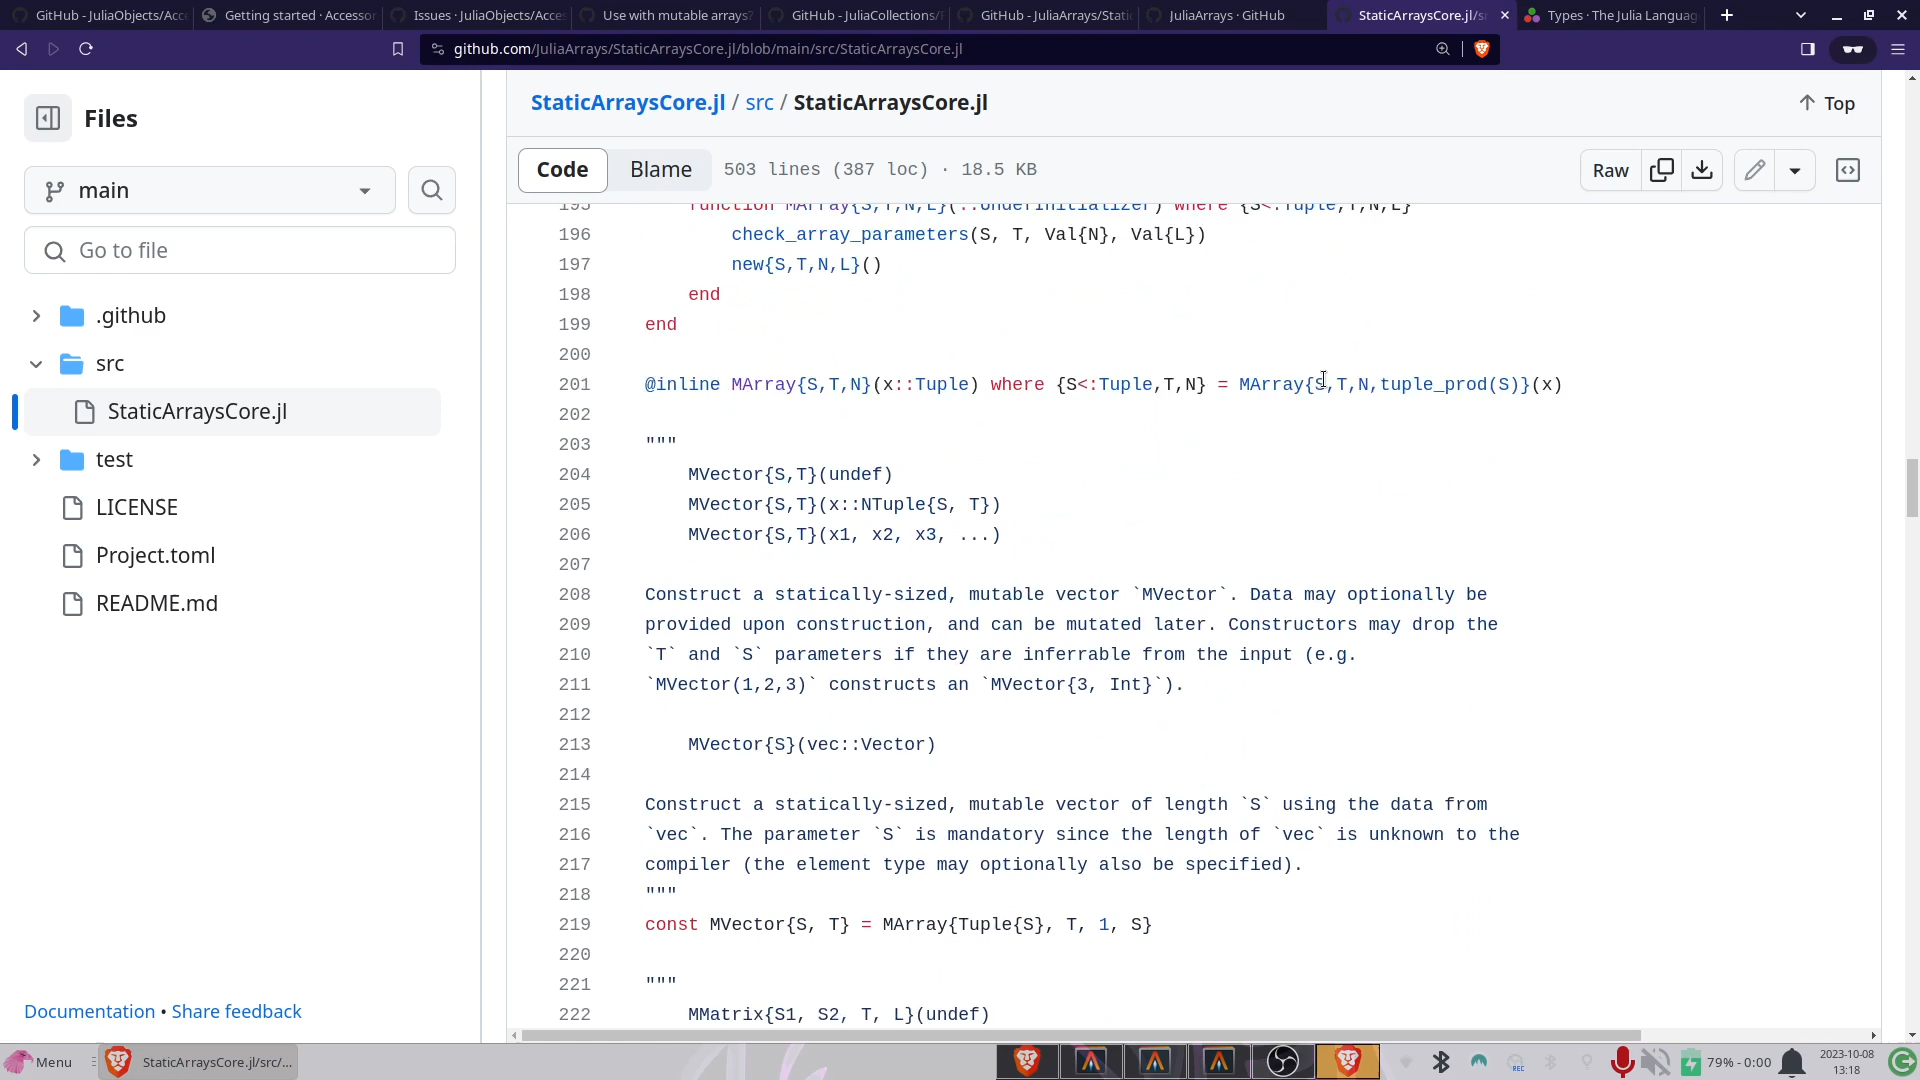 GitHub - JuliaObjects/Acce
Getting started · Accessor
Issues · JuliaObjects/Acces
Use with mutable arrays?
GitHub - JuliaCollections/
GitHub - JuliaArrays/Static
JuliaArrays · GitHub
StaticArraysCore.jl/sr
Types · The Julia Languag
github.com/JuliaArrays/StaticArraysCore.jl/blob/main/src/StaticArraysCore.jl
Files
main
Go to file
.github
src
StaticArraysCore.jl
test
LICENSE
Project.toml
README.md
Documentation • Share feedback
StaticArraysCore.jl / src / StaticArraysCore.jl
Top
Code Blame 503 lines (387 loc) · 18.5 KB
Raw
195 function MArray{S,T,N,L}(::UndefInitializer) where {S<:Tuple,T,N,L}
196 check_array_parameters(S, T, Val{N}, Val{L})
197 new{S,T,N,L}()
198 end
199 end
200
201 @inline MArray{S,T,N}(x::Tuple) where {S<:Tuple,T,N} = MArray{S,T,N,tuple_prod(S)}(x)
202
203 """
204 MVector{S,T}(undef)
205 MVector{S,T}(x::NTuple{S, T})
206 MVector{S,T}(x1, x2, x3, ...)
207
208 Construct a statically-sized, mutable vector `MVector`. Data may optionally be
209 provided upon construction, and can be mutated later. Constructors may drop the
210 `T` and `S` parameters if they are inferrable from the input (e.g.
211 `MVector(1,2,3)` constructs an `MVector{3, Int}`).
212
213 MVector{S}(vec::Vector)
214
215 Construct a statically-sized, mutable vector of length `S` using the data from
216 `vec`. The parameter `S` is mandatory since the length of `vec` is unknown to the
217 compiler (the element type may optionally also be specified).
218 """
219 const MVector{S, T} = MArray{Tuple{S}, T, 1, S}
220
221 """
222 MMatrix{S1, S2, T, L}(undef)
Menu
StaticArraysCore.jl/src/...
REC
79% - 0:00
2023-10-08
13:18